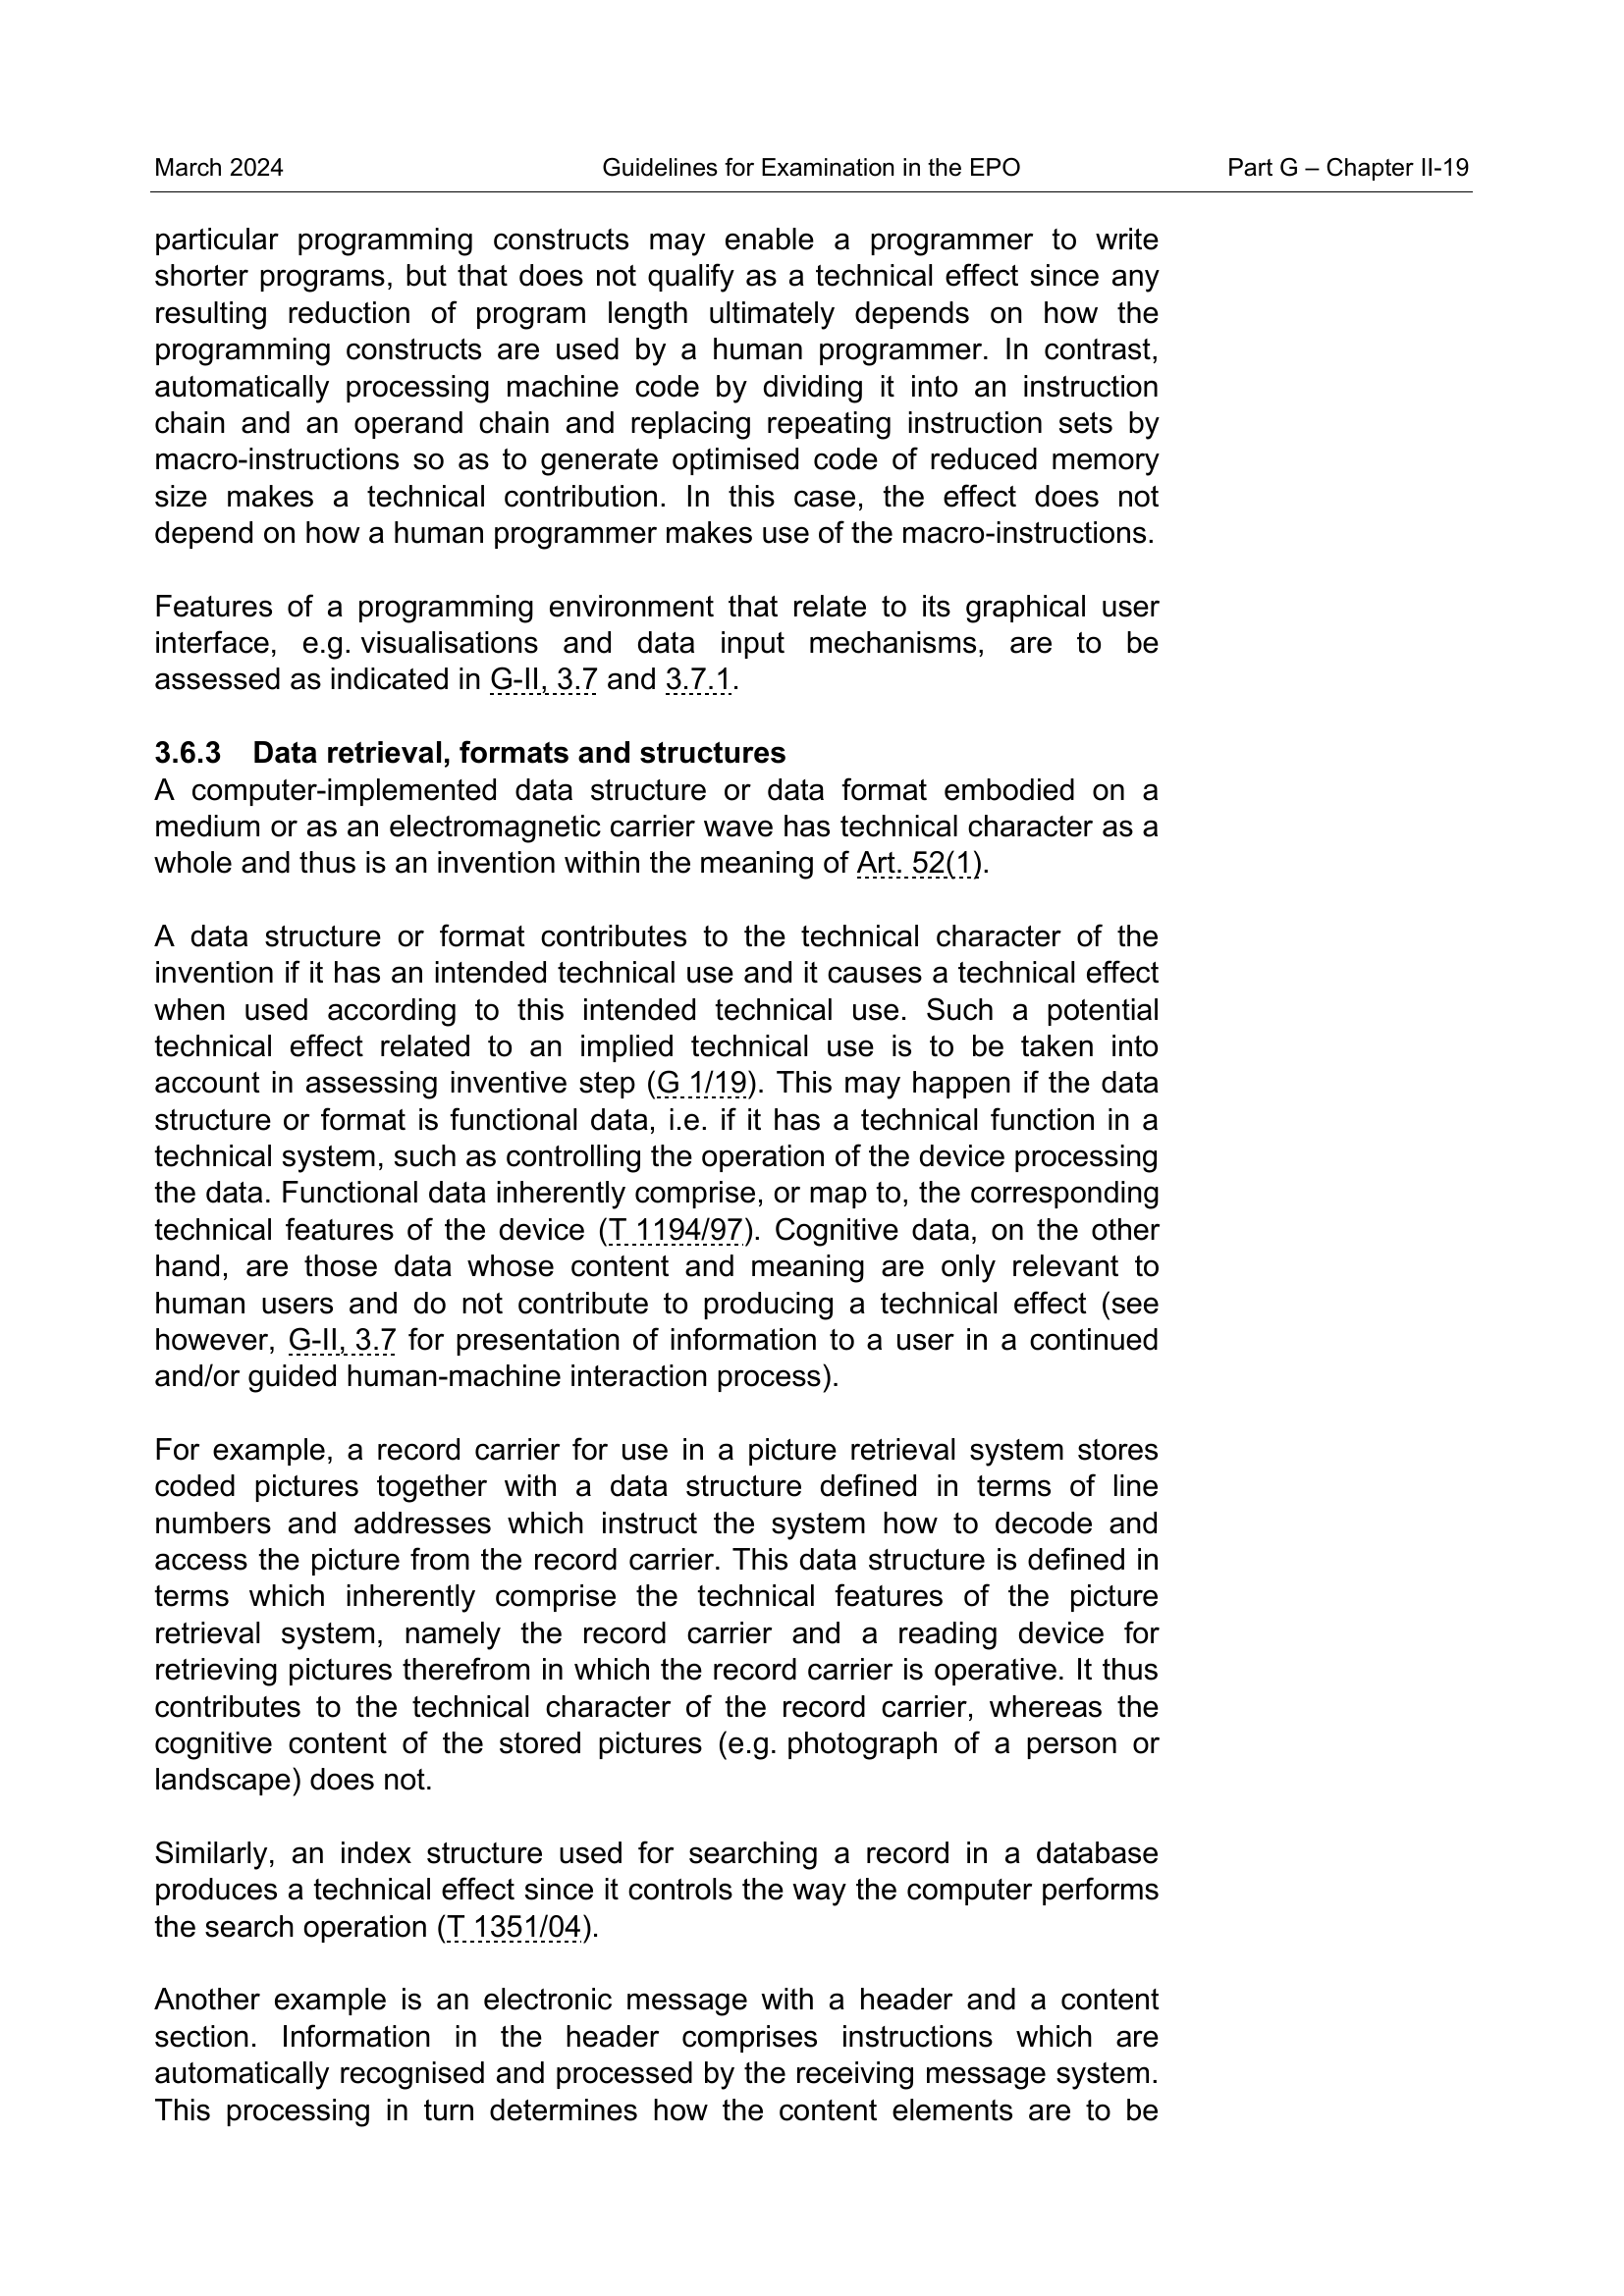 March 2024 Guidelines for Examination in the EPO Part G – Chapter II-19
particular programming constructs may enable a programmer to write
shorter programs, but that does not qualify as a technical effect since any
resulting reduction of program length ultimately depends on how the
programming constructs are used by a human programmer. In contrast,
automatically processing machine code by dividing it into an instruction
chain and an operand chain and replacing repeating instruction sets by
macro-instructions so as to generate optimised code of reduced memory
size makes a technical contribution. In this case, the effect does not
depend on how a human programmer makes use of the macro-instructions.
Features of a programming environment that relate to its graphical user
interface, e.g. visualisations and data input mechanisms, are to be
assessed as indicated in G-II, 3.7 and 3.7.1.
3.6.3 Data retrieval, formats and structures
A computer-implemented data structure or data format embodied on a
medium or as an electromagnetic carrier wave has technical character as a
whole and thus is an invention within the meaning of Art. 52(1).
A data structure or format contributes to the technical character of the
invention if it has an intended technical use and it causes a technical effect
when used according to this intended technical use. Such a potential
technical effect related to an implied technical use is to be taken into
account in assessing inventive step (G 1/19). This may happen if the data
structure or format is functional data, i.e. if it has a technical function in a
technical system, such as controlling the operation of the device processing
the data. Functional data inherently comprise, or map to, the corresponding
technical features of the device (T 1194/97). Cognitive data, on the other
hand, are those data whose content and meaning are only relevant to
human users and do not contribute to producing a technical effect (see
however, G-II, 3.7 for presentation of information to a user in a continued
and/or guided human-machine interaction process).
For example, a record carrier for use in a picture retrieval system stores
coded pictures together with a data structure defined in terms of line
numbers and addresses which instruct the system how to decode and
access the picture from the record carrier. This data structure is defined in
terms which inherently comprise the technical features of the picture
retrieval system, namely the record carrier and a reading device for
retrieving pictures therefrom in which the record carrier is operative. It thus
contributes to the technical character of the record carrier, whereas the
cognitive content of the stored pictures (e.g. photograph of a person or
landscape) does not.
Similarly, an index structure used for searching a record in a database
produces a technical effect since it controls the way the computer performs
the search operation (T 1351/04).
Another example is an electronic message with a header and a content
section. Information in the header comprises instructions which are
automatically recognised and processed by the receiving message system.
This processing in turn determines how the content elements are to be